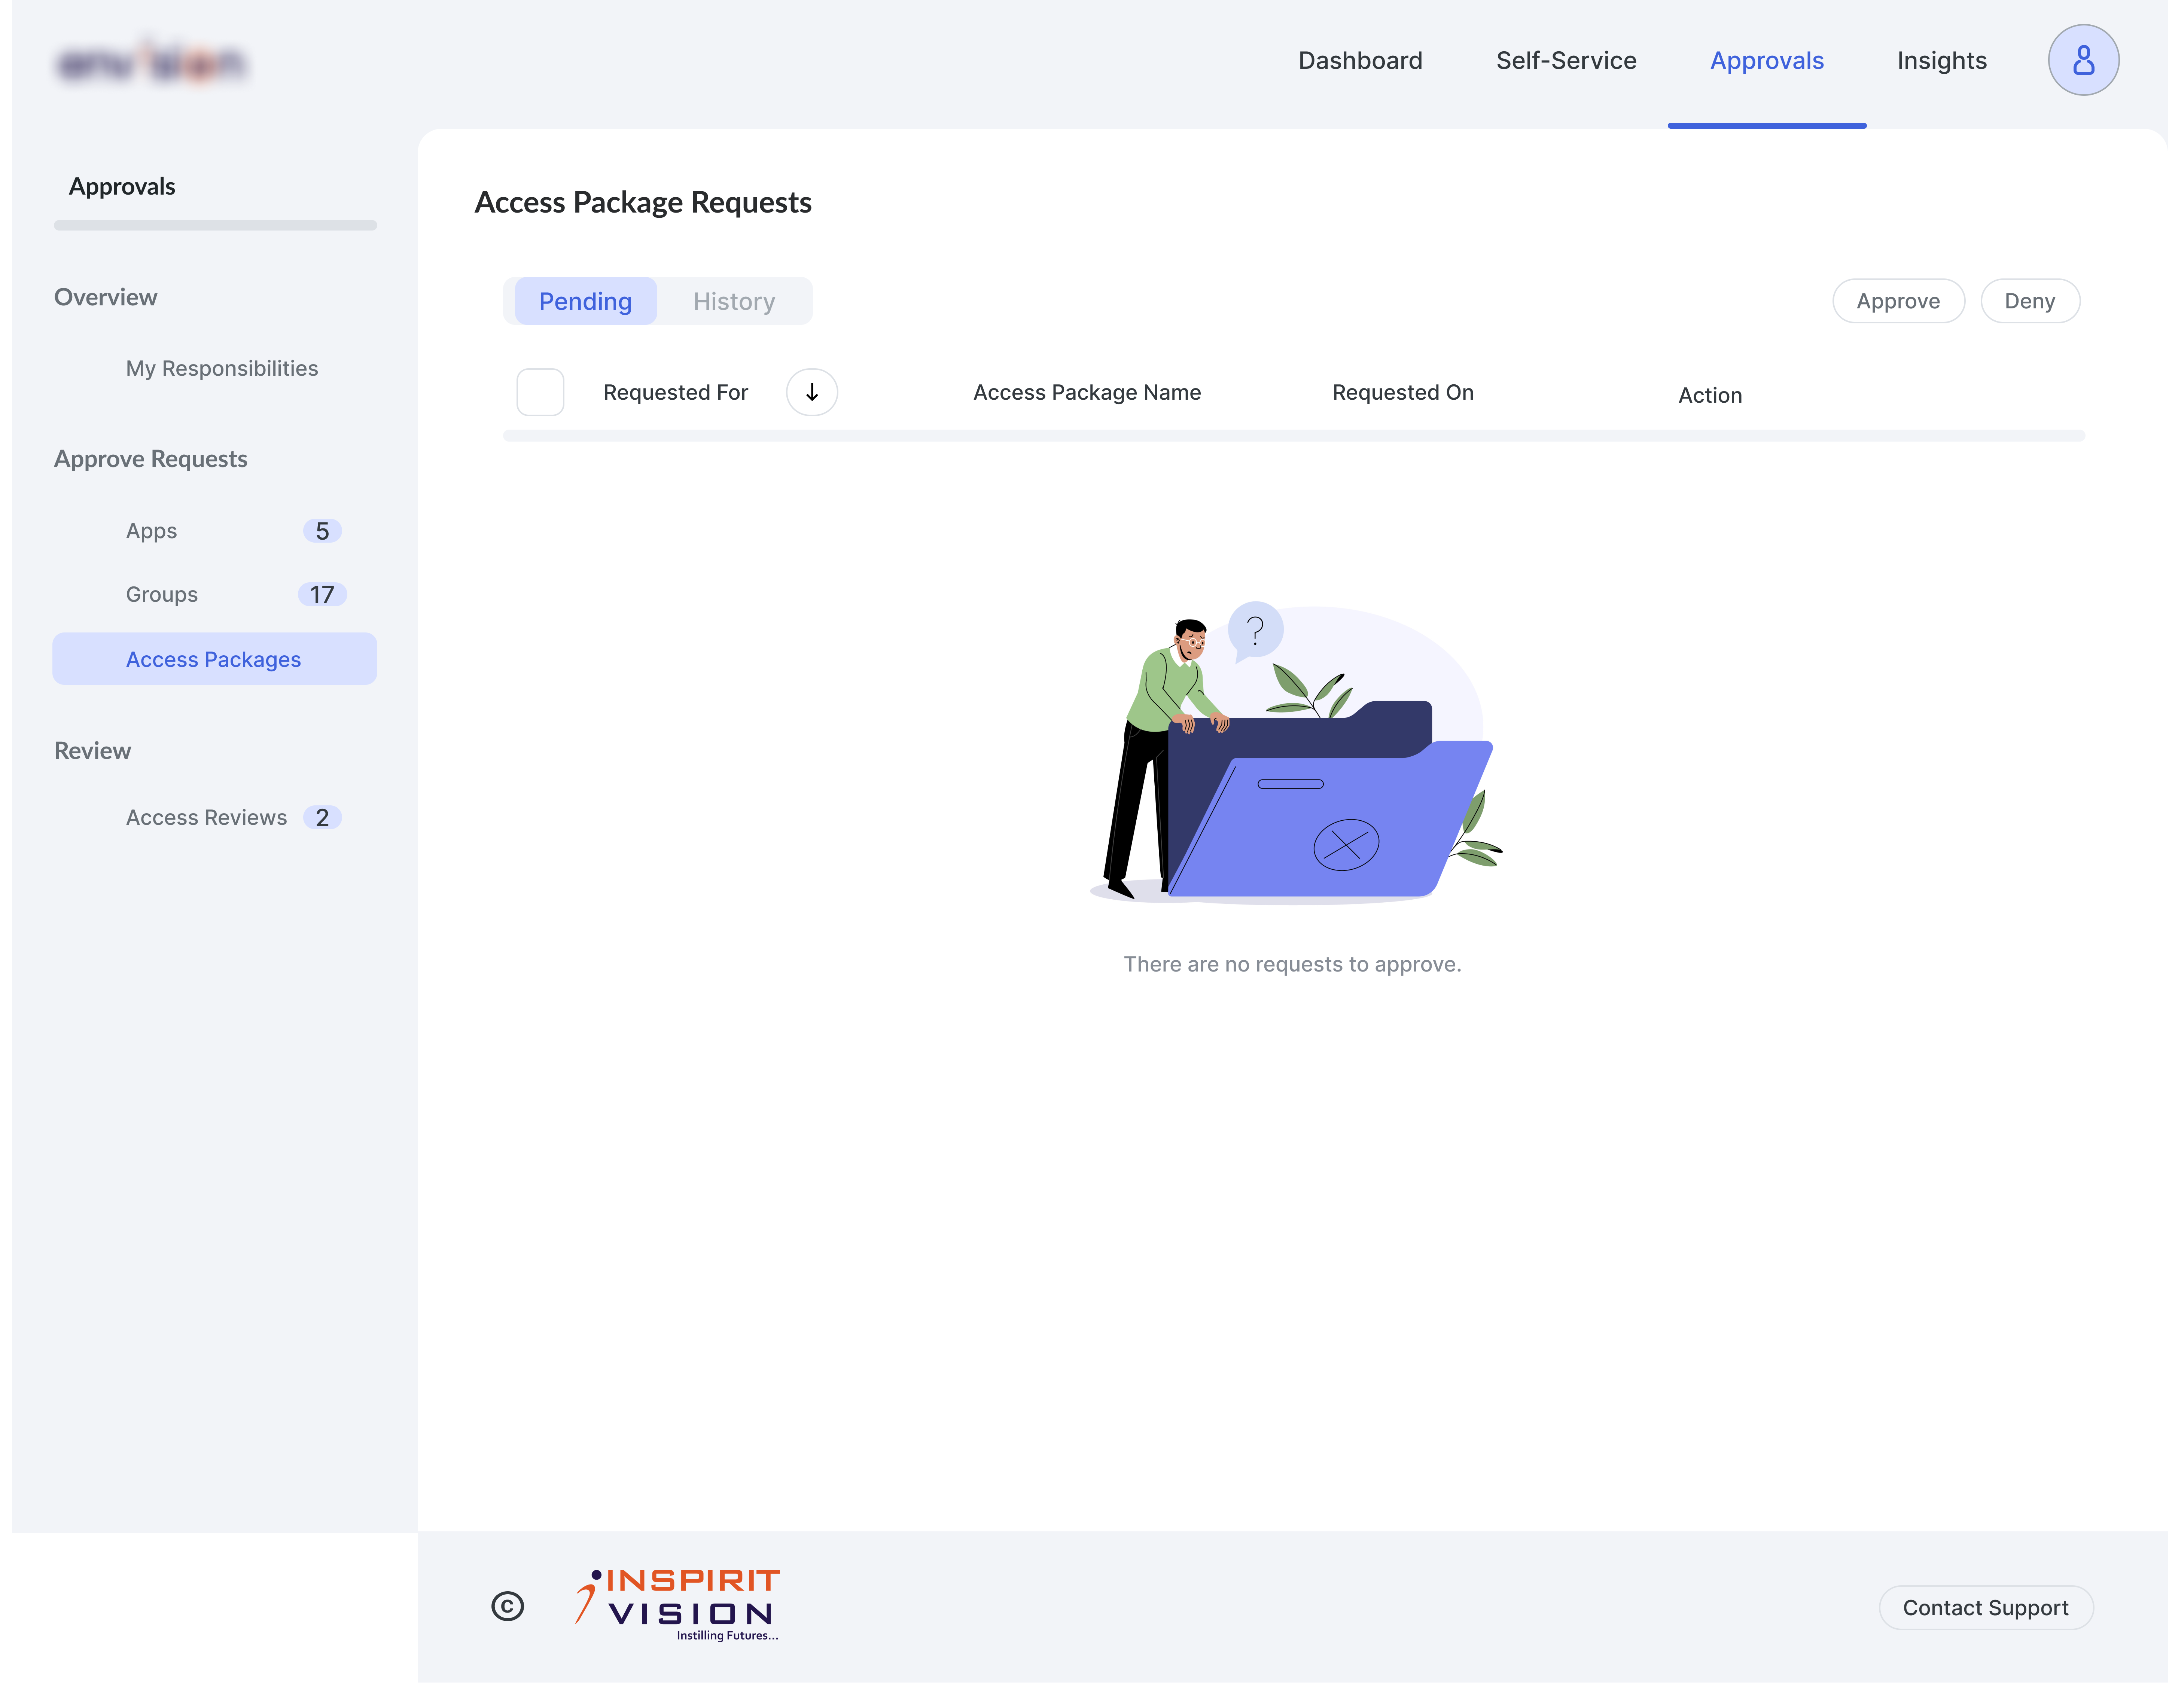 envision
Dashboard
Self-Service
Approvals
Insights
Approvals
Overview
My Responsibilities
Approve Requests
Apps 5
Groups 17
Access Packages
Review
Access Reviews 2
Access Package Requests
Pending
History
Approve
Deny
Requested For
Access Package Name
Requested On
Action
?
There are no requests to approve.
©
INSPIRIT
VISION
Instilling Futures...
Contact Support